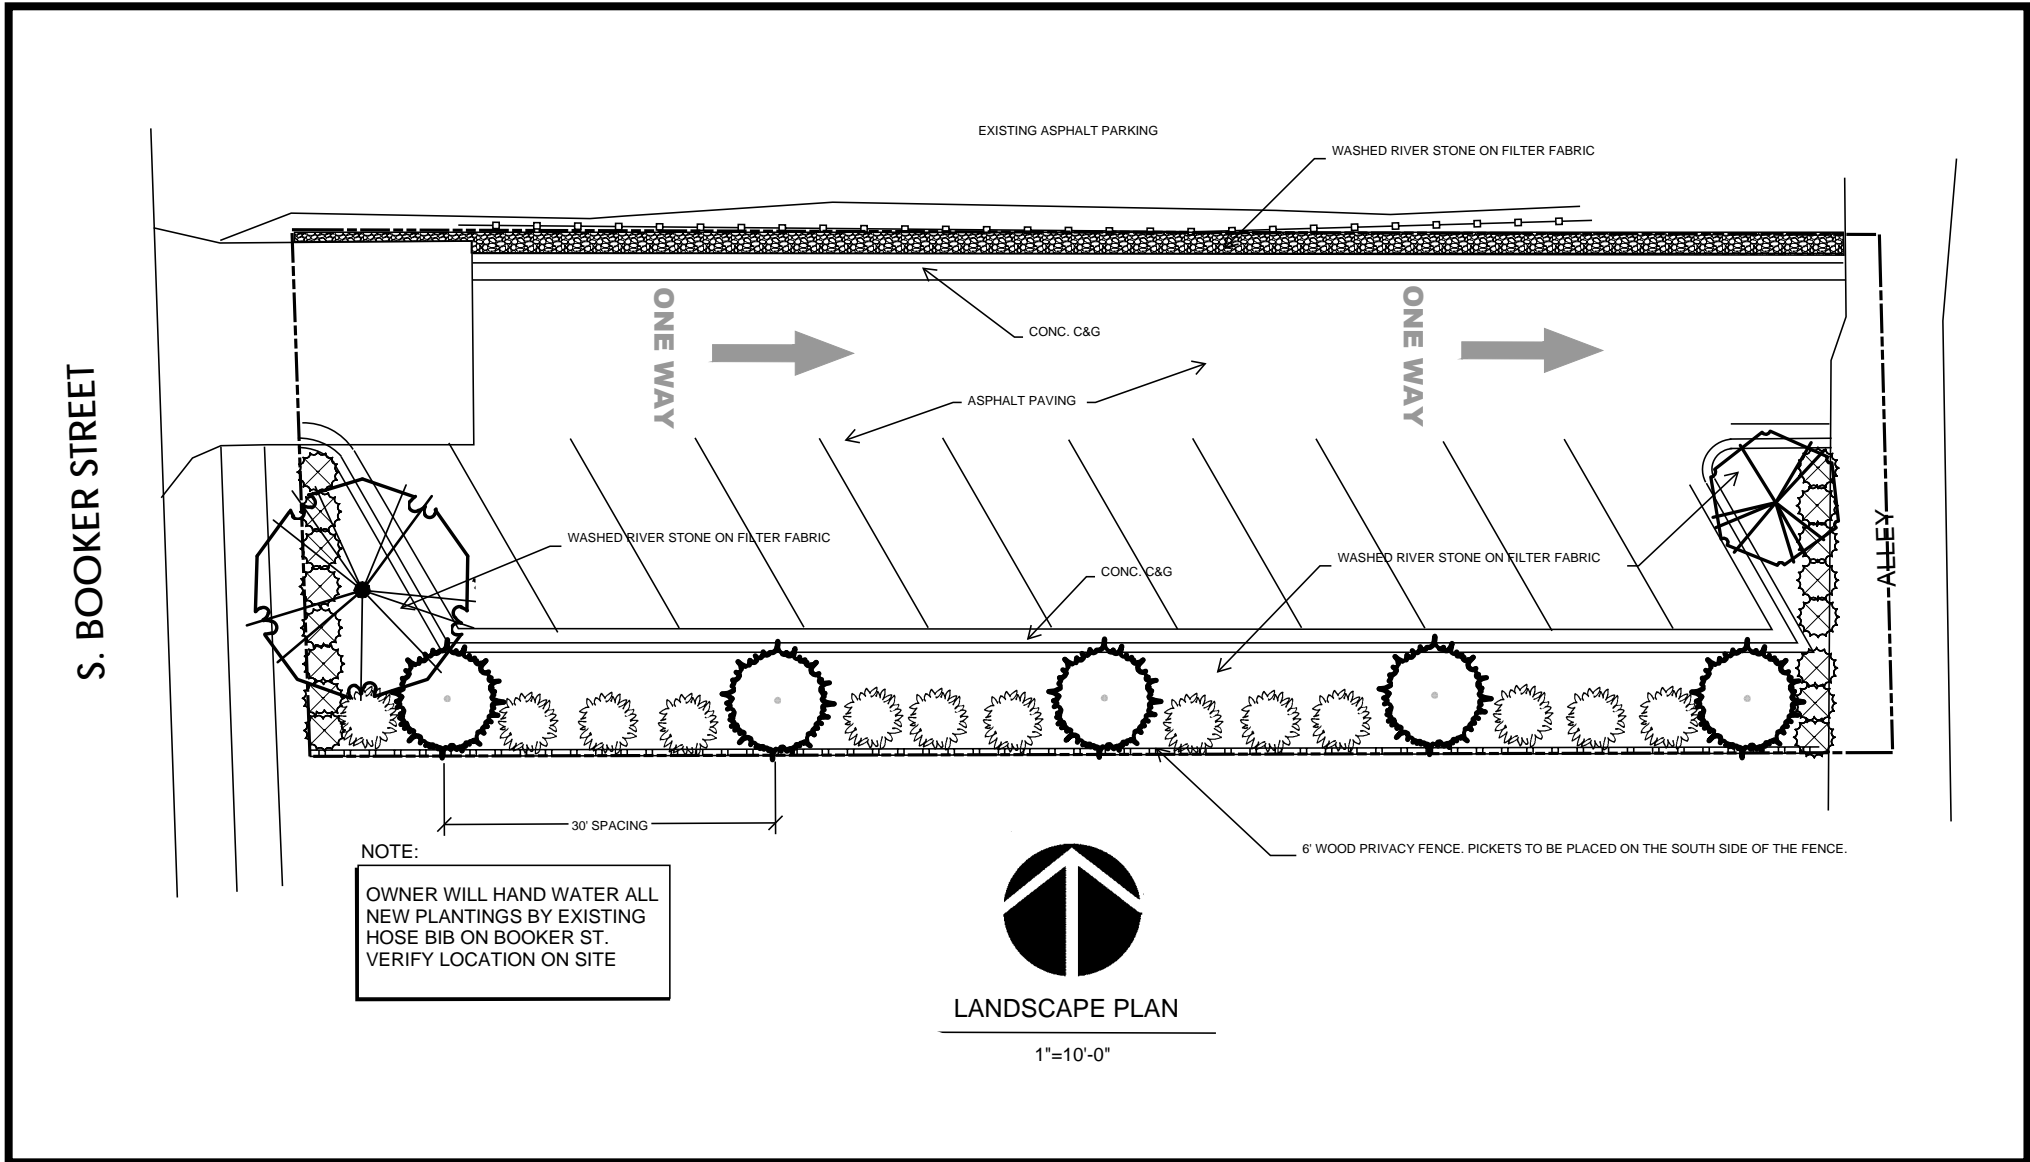 EXISTING ASPHALT PARKING
WASHED RIVER STONE ON FILTER FABRIC
ONE WAY
ONE WAY
CONC. C&G
ASPHALT PAVING
S. BOOKER STREET
WASHED RIVER STONE ON FILTER FABRIC
WASHED RIVER STONE ON FILTER FABRIC
CONC. C&G
ALLEY
30' SPACING
6' WOOD PRIVACY FENCE. PICKETS TO BE PLACED ON THE SOUTH SIDE OF THE FENCE.
NOTE:
OWNER WILL HAND WATER ALL
NEW PLANTINGS BY EXISTING
HOSE BIB ON BOOKER ST.
VERIFY LOCATION ON SITE
LANDSCAPE PLAN
1"=10'-0"